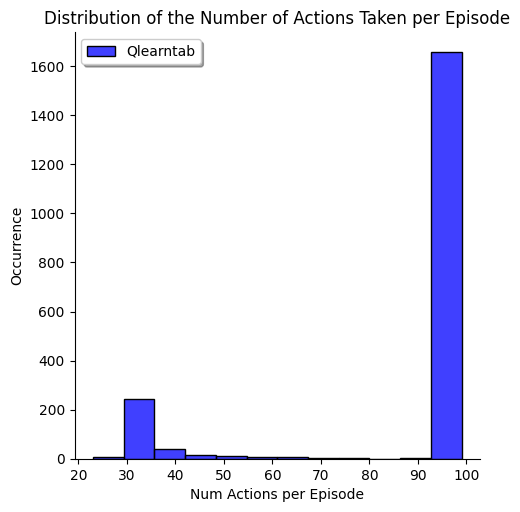 Distribution of the Number of Actions Taken per Episode
Qlearntab
1600
1400
1200
1000
800
600
400
200
0
Occurrence
20 30 40 50 60 70 80 90 100
Num Actions per Episode